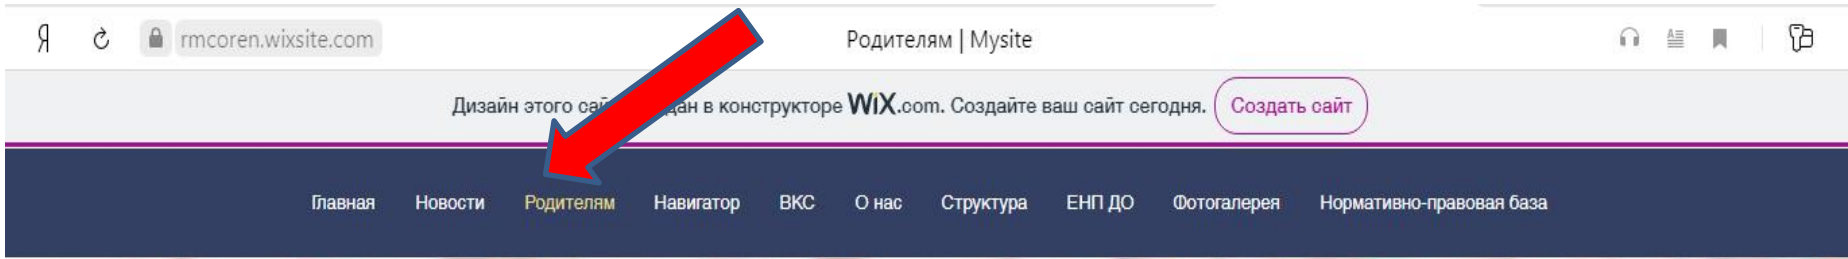 Я rmcoren.wixsite.com Родителям | Mysite
Дизайн этого дан в конструкторе WiX.com. Создайте ваш сайт сегодня. Создать сайт
Главная Новости Родителям Навигатор ВКС О нас Структура ЕНП ДО Фотогалерея Нормативно-правовая база